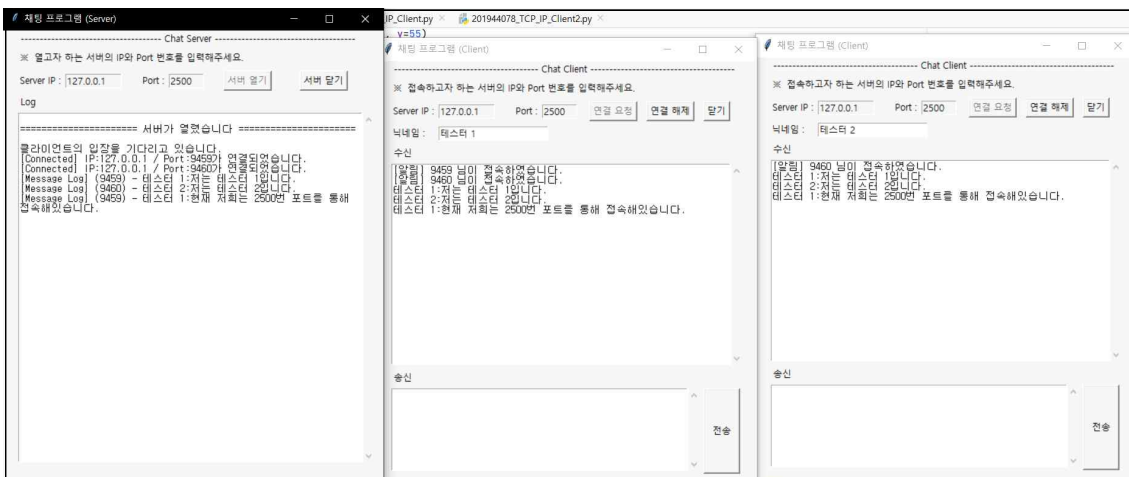 채팅 프로그램 (Server)
------------------------------------ Chat Server ------------------------------------
※ 열고자 하는 서버의 IP와 Port 번호를 입력해주세요.
Server IP : 127.0.0.1 Port : 2500 서버 열기 서버 닫기
Log
====================== 서버가 열렸습니다 ======================
클라이언트의 입장을 기다리고 있습니다.
[Connected] IP:127.0.0.1 / Port:9459가 연결되었습니다.
[Connected] IP:127.0.0.1 / Port:9460가 연결되었습니다.
[Message Log] (9459) - 테스터 1:저는 테스터 1입니다.
[Message Log] (9460) - 테스터 2:저는 테스터 2입니다.
[Message Log] (9459) - 테스터 1:현재 저희는 2500번 포트를 통해
접속해있습니다.
IP_Client.py × 201944078_TCP_IP_Client2.py ×
, y=55)
채팅 프로그램 (Client)
------------------------------------ Chat Client ------------------------------------
※ 접속하고자 하는 서버의 IP와 Port 번호를 입력해주세요.
Server IP : 127.0.0.1 Port : 2500 연결 요청 연결 해제 닫기
닉네임 : 테스터 1
수신
[알림] 9459 님이 접속하였습니다.
[알림] 9460 님이 접속하였습니다.
테스터 1:저는 테스터 1입니다.
테스터 2:저는 테스터 2입니다.
테스터 1:현재 저희는 2500번 포트를 통해 접속해있습니다.
송신
전송
채팅 프로그램 (Client)
------------------------------------ Chat Client ------------------------------------
※ 접속하고자 하는 서버의 IP와 Port 번호를 입력해주세요.
Server IP : 127.0.0.1 Port : 2500 연결 요청 연결 해제 닫기
닉네임 : 테스터 2
수신
[알림] 9460 님이 접속하였습니다.
테스터 1:저는 테스터 1입니다.
테스터 2:저는 테스터 2입니다.
테스터 1:현재 저희는 2500번 포트를 통해 접속해있습니다.
송신
전송